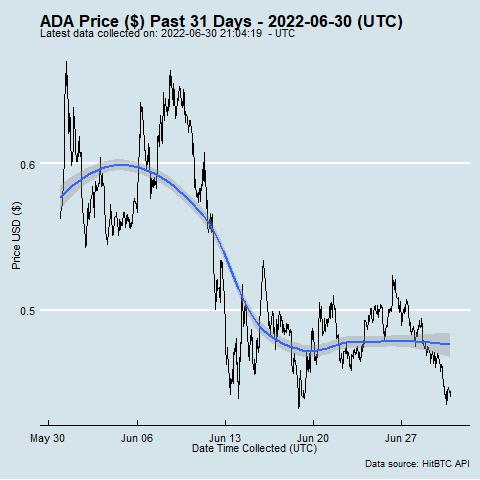 ADA Price ($) Past 31 Days - 2022-06-30 (UTC)
Latest data collected on: 2022-06-30 21:04:19 - UTC
0.6
Price USD ($)
0.5
May 30 Jun 06 Jun 13 Jun 20 Jun 27
Date Time Collected (UTC)
Data source: HitBTC API